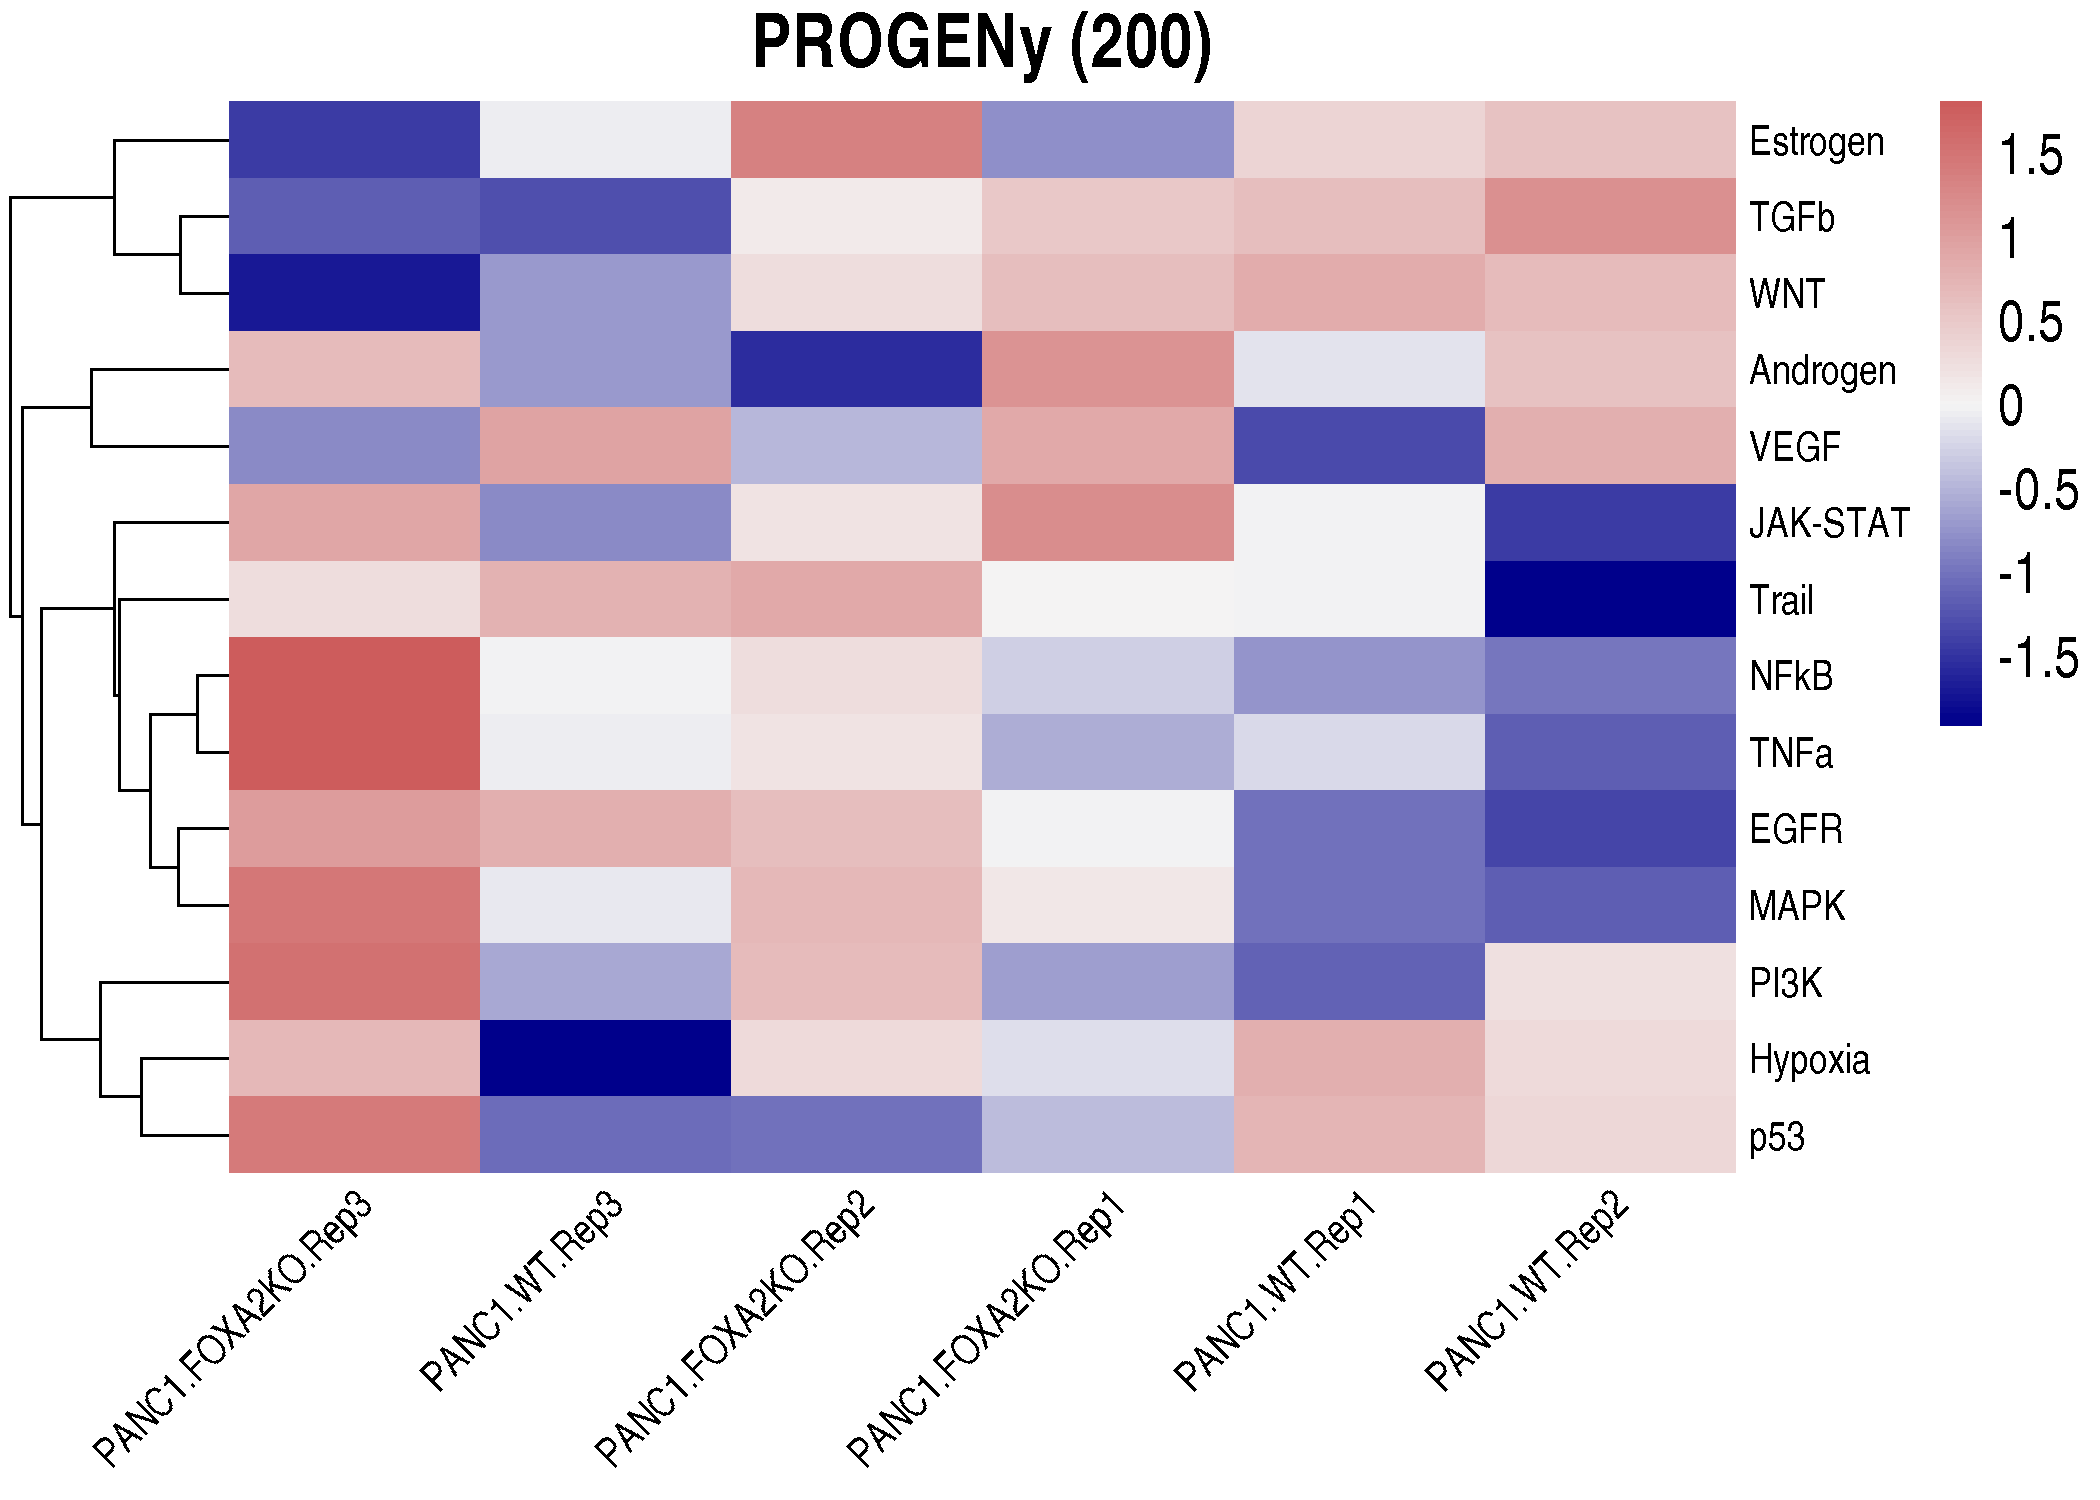 PROGENy (200)
Estrogen
TGFb
WNT
Androgen
VEGF
JAK-STAT
Trail
NFkB
TNFa
EGFR
MAPK
PI3K
Hypoxia
p53
1.5
1
0.5
0
-0.5
-1
-1.5
PANC1.FOXA2KO.Rep3
PANC1.WT.Rep3
PANC1.FOXA2KO.Rep2
PANC1.FOXA2KO.Rep1
PANC1.WT.Rep1
PANC1.WT.Rep2